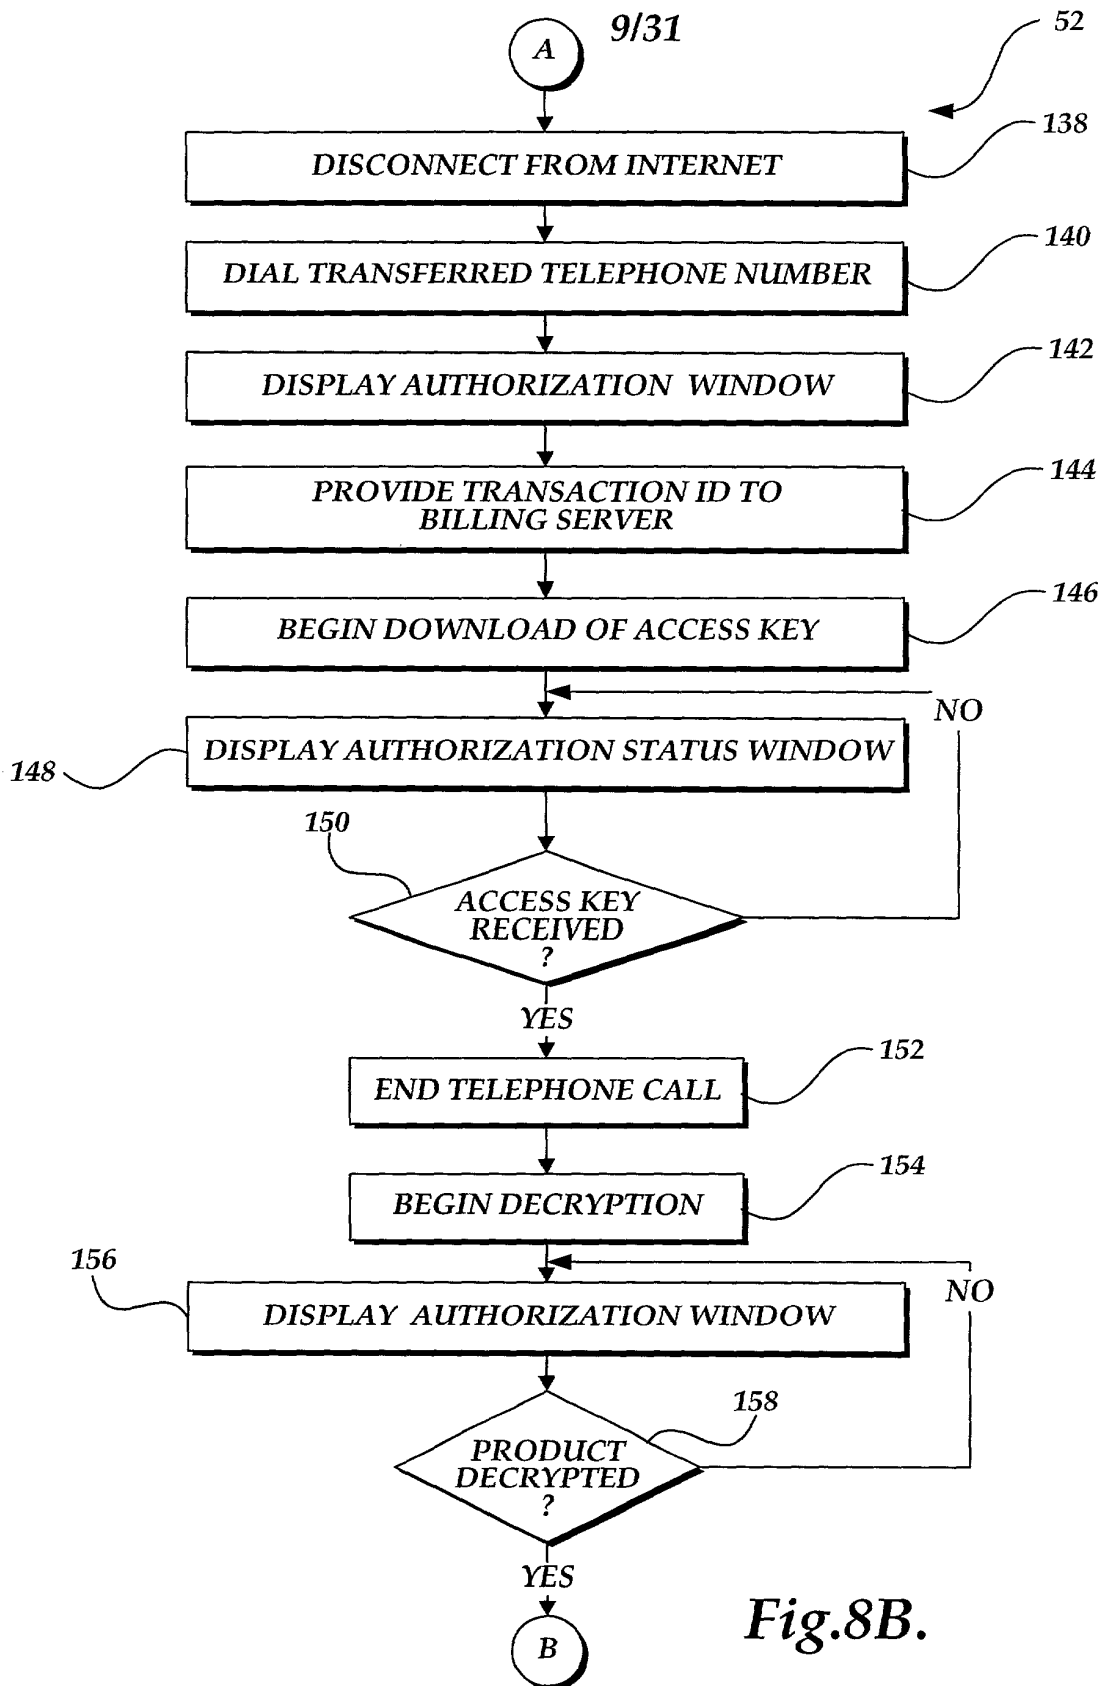 A
9/31
52
138
DISCONNECT FROM INTERNET
140
DIAL TRANSFERRED TELEPHONE NUMBER
142
DISPLAY AUTHORIZATION WINDOW
144
PROVIDE TRANSACTION ID TO
BILLING SERVER
146
BEGIN DOWNLOAD OF ACCESS KEY
NO
148
DISPLAY AUTHORIZATION STATUS WINDOW
150
ACCESS KEY
RECEIVED
?
YES
152
END TELEPHONE CALL
154
BEGIN DECRYPTION
156
NO
DISPLAY AUTHORIZATION WINDOW
158
PRODUCT
DECRYPTED
?
YES
Fig.8B.
B